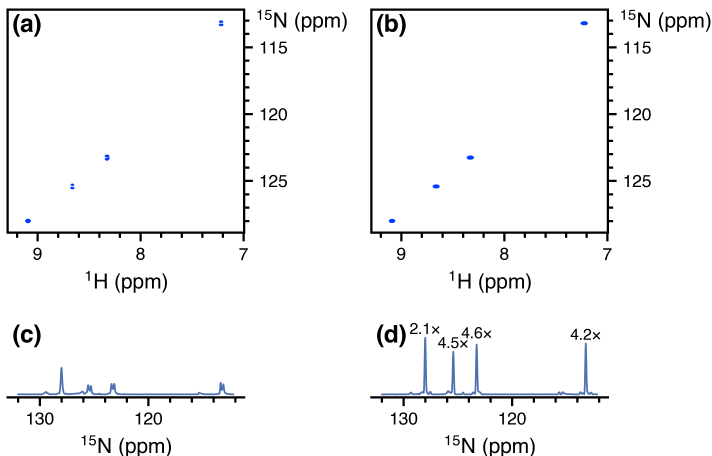 (a)
¹⁵N (ppm)
115
120
125
9 8 7
¹H (ppm)
(b)
¹⁵N (ppm)
115
120
125
9 8 7
¹H (ppm)
(c)
130 120
¹⁵N (ppm)
(d)
2.1× 4.5× 4.6× 4.2×
130 120
¹⁵N (ppm)